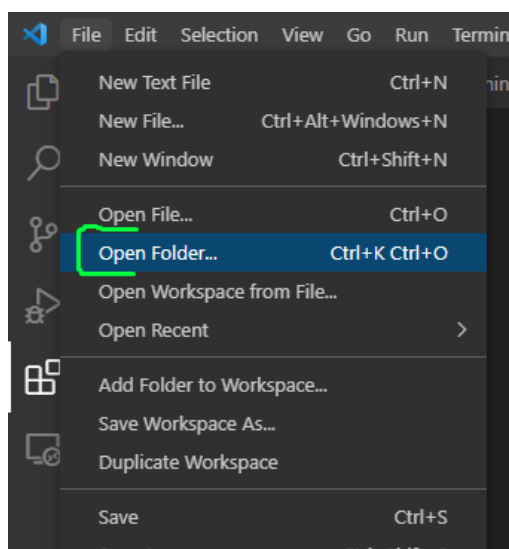 File Edit Selection View Go Run Termin
New Text File Ctrl+N
New File... Ctrl+Alt+Windows+N
New Window Ctrl+Shift+N
Open File... Ctrl+O
Open Folder... Ctrl+K Ctrl+O
Open Workspace from File...
Open Recent
Add Folder to Workspace...
Save Workspace As...
Duplicate Workspace
Save Ctrl+S